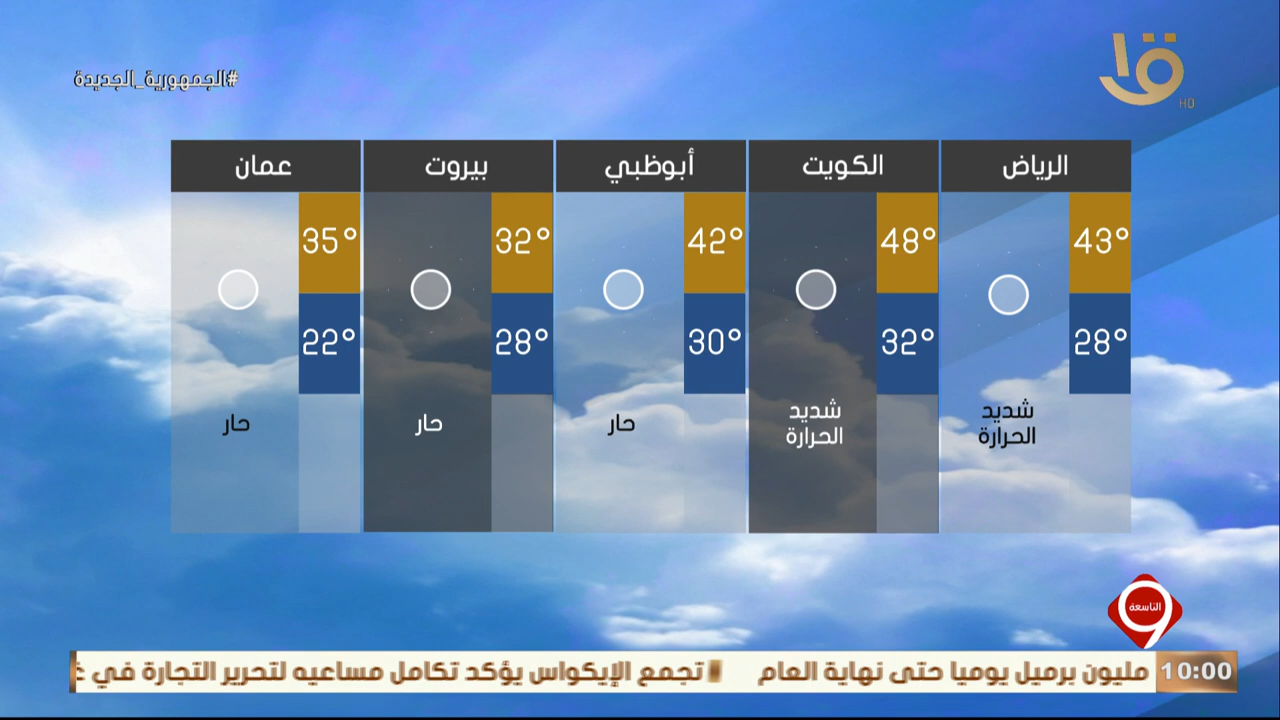 #الجمهورية_الجديدة
HD
الرياض
43°
28°
شديد
الحرارة
الكويت
48°
32°
شديد
الحرارة
أبوظبي
42°
30°
حار
بيروت
32°
28°
حار
عمان
35°
22°
حار
التاسعة
9
10:00
مليون برميل يوميا حتى نهاية العام
تجمع الإيكواس يؤكد تكامل مساعيه لتحرير التجارة في